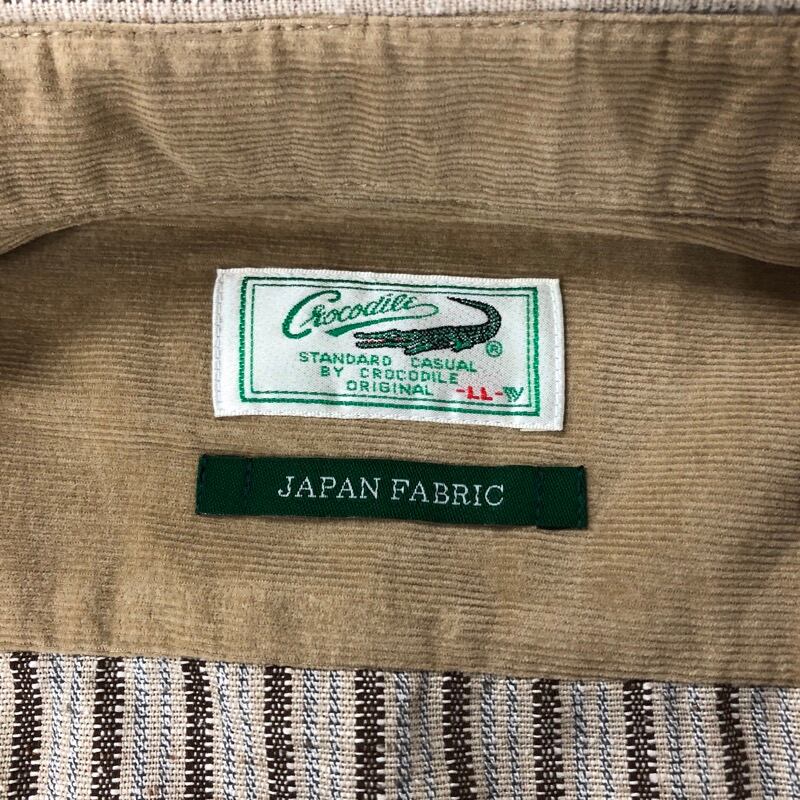 Crocodile
®
STANDARD CASUAL
BY CROCODILE
ORIGINAL -LL-
JAPAN FABRIC